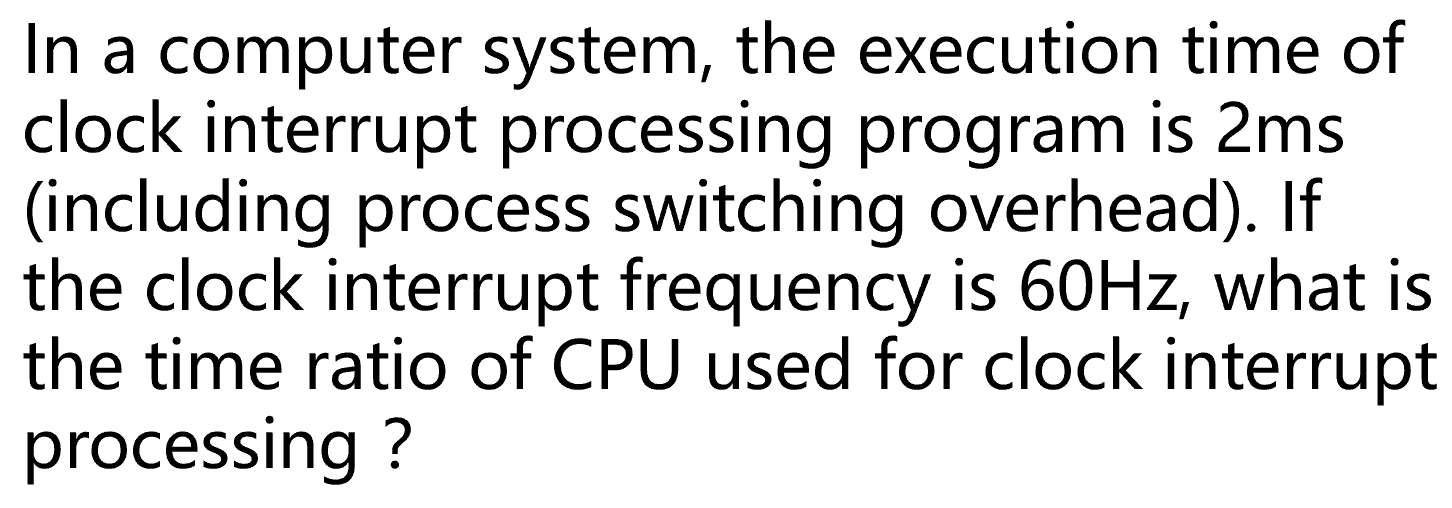 In a computer system, the execution time of
clock interrupt processing program is 2ms
(including process switching overhead). If
the clock interrupt frequency is 60Hz, what is
the time ratio of CPU used for clock interrupt
processing ?